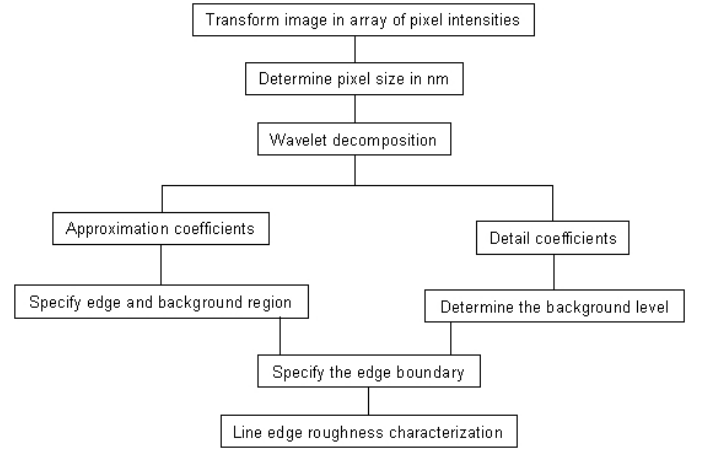 Transform image in array of pixel intensities
Determine pixel size in nm
Wavelet decomposition
Approximation coefficients
Detail coefficients
Specify edge and background region
Determine the background level
Specify the edge boundary
Line edge roughness characterization